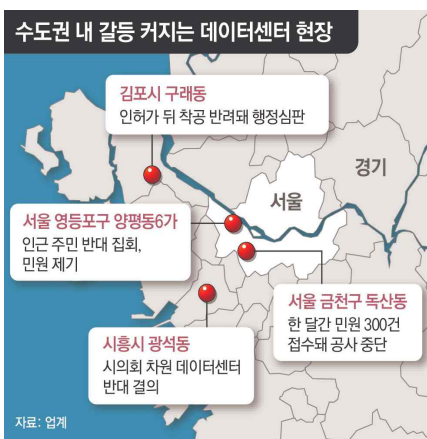 수도권 내 갈등 커지는 데이터센터 현장
김포시 구래동
인허가 뒤 착공 반려돼 행정심판
경기
서울
서울 영등포구 양평동6가
인근 주민 반대 집회,
민원 제기
서울 금천구 독산동
한 달간 민원 300건
접수돼 공사 중단
시흥시 광석동
시의회 차원 데이터센터
반대 결의
자료: 업계